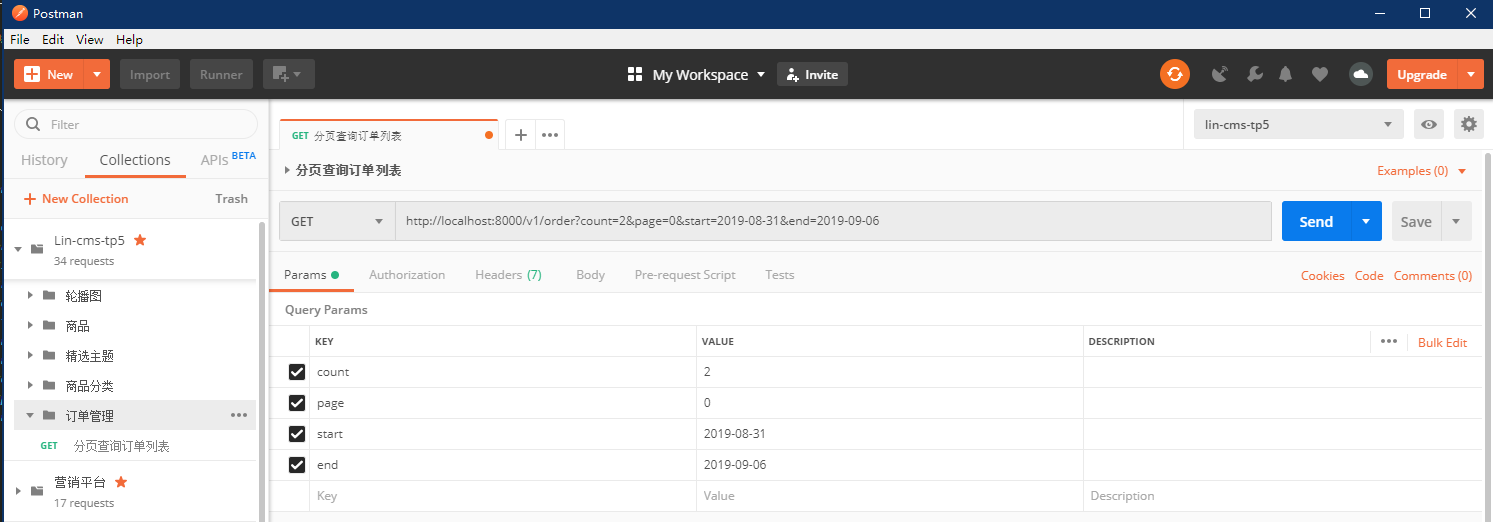 Postman
File Edit View Help
New Import Runner My Workspace Invite Upgrade
Filter
History Collections APIs BETA
New Collection Trash
Lin-cms-tp5
34 requests
轮播图
商品
精选主题
商品分类
订单管理
GET 分页查询订单列表
营销平台
17 requests
GET 分页查询订单列表
lin-cms-tp5
分页查询订单列表 Examples (0)
GET http://localhost:8000/v1/order?count=2&page=0&start=2019-08-31&end=2019-09-06 Send Save
Params Authorization Headers (7) Body Pre-request Script Tests Cookies Code Comments (0)
Query Params
KEY VALUE DESCRIPTION Bulk Edit
count 2
page 0
start 2019-08-31
end 2019-09-06
Key Value Description